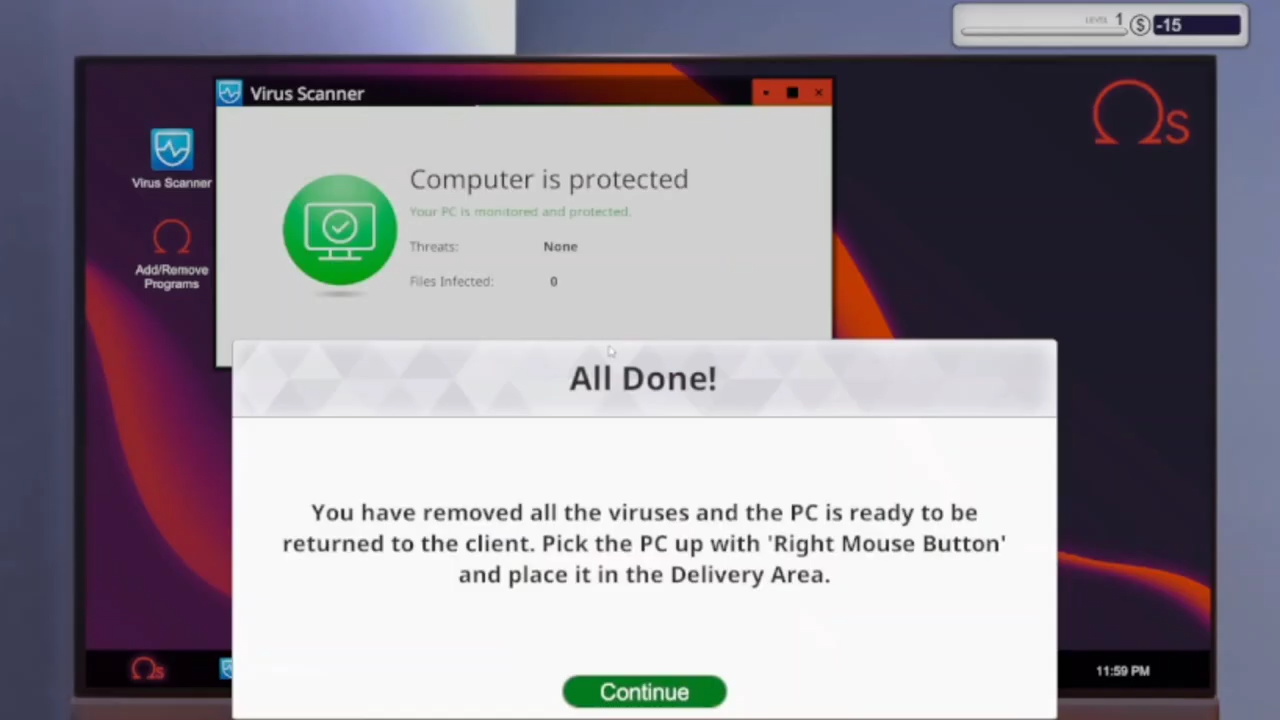 LEVEL 1 $ -15
Virus Scanner
Ωs
Virus Scanner
Computer is protected
Your PC is monitored and protected.
Threats: None
Files Infected: 0
Add/Remove
Programs
All Done!
You have removed all the viruses and the PC is ready to be
returned to the client. Pick the PC up with 'Right Mouse Button'
and place it in the Delivery Area.
Continue
Ωs
11:59 PM